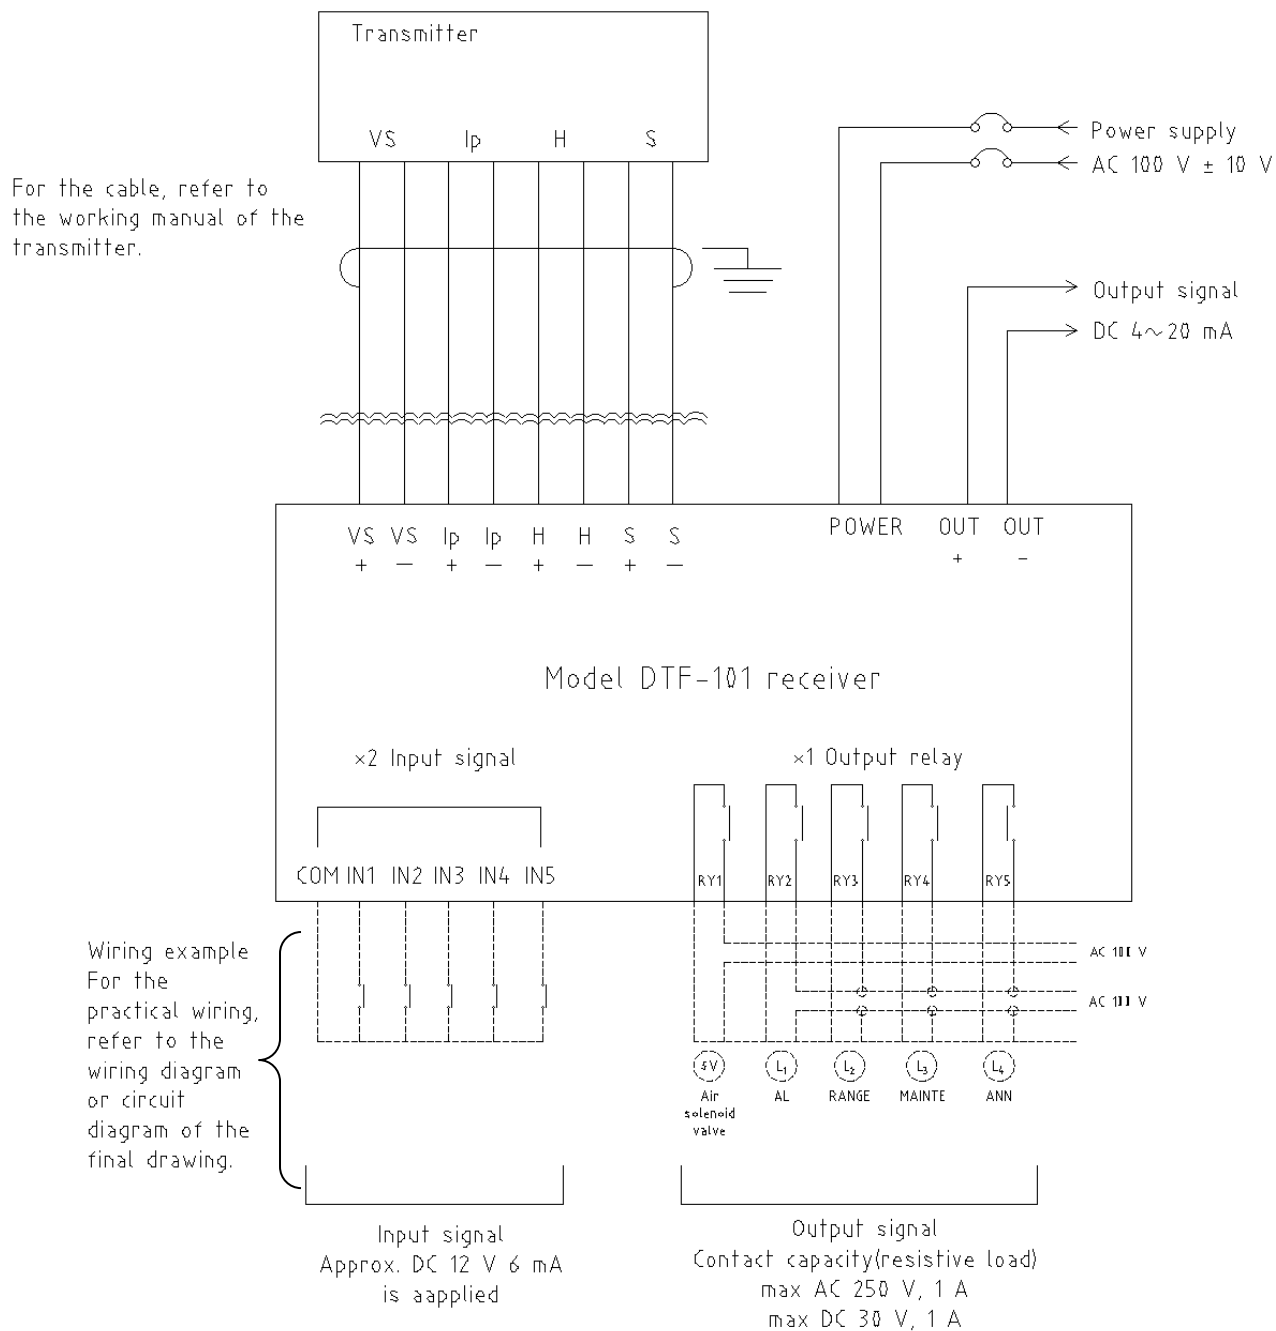 Transmitter
VS Ip H S
Power supply
AC 100 V ± 10 V
For the cable, refer to
the working manual of the
transmitter.
Output signal
DC 4～20 mA
VS VS Ip Ip H H S S
+ − + − + − + −
POWER OUT OUT
+ −
Model DTF-101 receiver
×2 Input signal
×1 Output relay
COM IN1 IN2 IN3 IN4 IN5
RY1 RY2 RY3 RY4 RY5
Wiring example
For the
practical wiring,
refer to the
wiring diagram
or circuit
diagram of the
final drawing.
AC 100 V
AC 100 V
SV L1 L2 L3 L4
Air
solenoid
valve
AL RANGE MAINTE ANN
Input signal
Approx. DC 12 V 6 mA
is aapplied
Output signal
Contact capacity(resistive load)
max AC 250 V, 1 A
max DC 30 V, 1 A